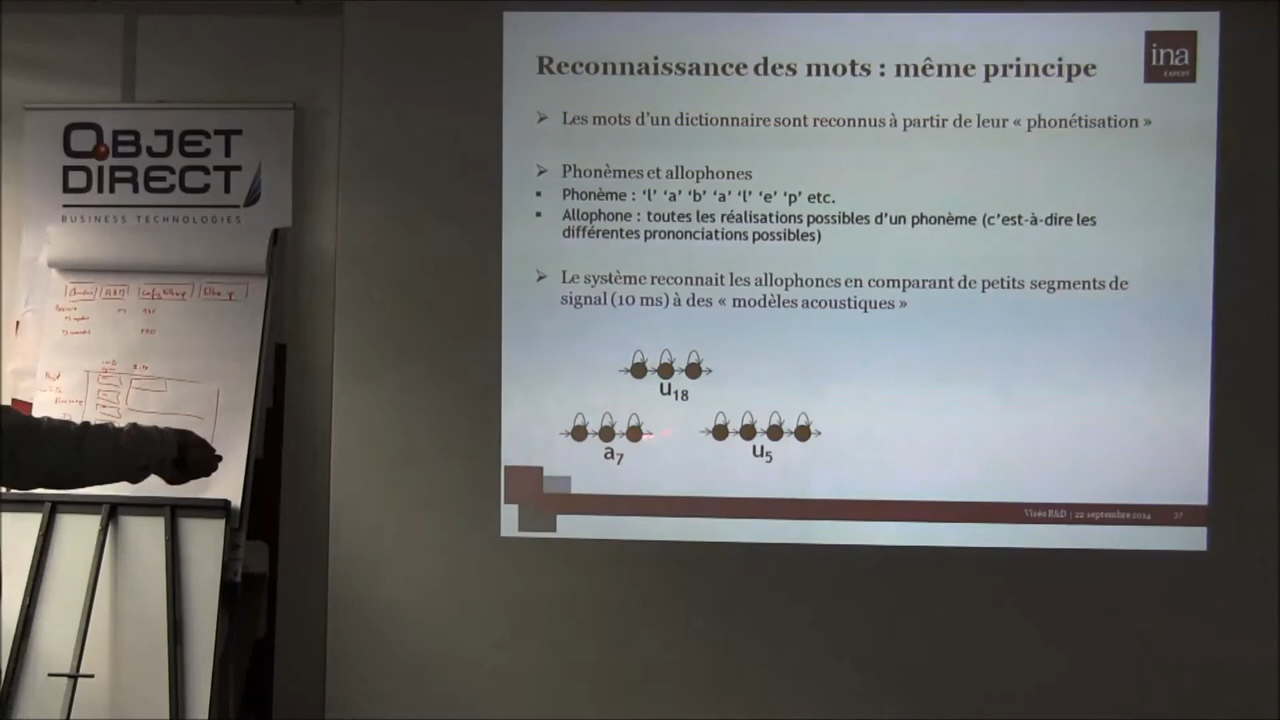 OBJET
DIRECT
BUSINESS TECHNOLOGIES
Reconnaissance des mots : même principe
ina
EXPERT
➢ Les mots d'un dictionnaire sont reconnus à partir de leur « phonétisation »
➢ Phonèmes et allophones
▪ Phonème : 'l' 'a' 'b' 'a' 'l' 'e' 'p' etc.
▪ Allophone : toutes les réalisations possibles d'un phonème (c'est-à-dire les
différentes prononciations possibles)
➢ Le système reconnait les allophones en comparant de petits segments de
signal (10 ms) à des « modèles acoustiques »
u18
a7
u5
Viséo R&D | 22 septembre 2014 37